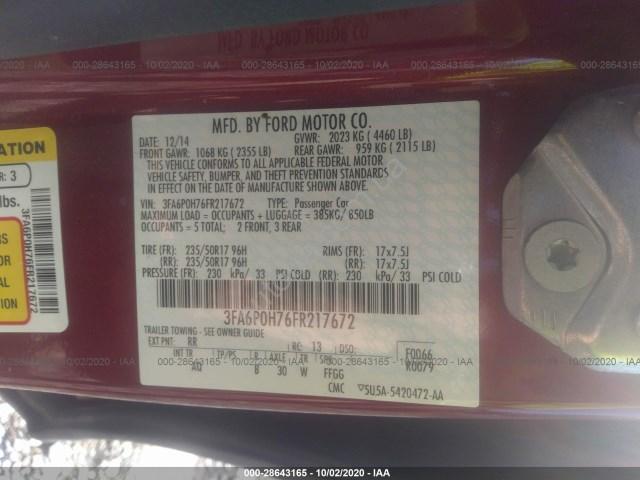 000-28643165 - 10/02/2020 - IAA
MFD. BY FORD MOTOR CO.
DATE: 12/14
GVWR: 2023 KG ( 4460 LB)
FRONT GAWR: 1068 KG ( 2355 LB)
REAR GAWR: 959 KG ( 2115 LB)
THIS VEHICLE CONFORMS TO ALL APPLICABLE FEDERAL MOTOR
VEHICLE SAFETY, BUMPER, AND THEFT PREVENTION STANDARDS
IN EFFECT ON THE DATE OF MANUFACTURE SHOWN ABOVE.
VIN: 3FA6P0H76FR217672 TYPE: Passenger Car
MAXIMUM LOAD = OCCUPANTS + LUGGAGE = 385KG/ 850LB
OCCUPANTS = 5 TOTAL; 2 FRONT, 3 REAR
TIRE (FR): 235/50R17 96H RIMS (FR): 17x7.5J
(RR): 235/50R17 96H (RR): 17x7.5J
PRESSURE (FR): 230 kPa/ 33 PSI COLD (RR): 230 kPa/ 33 PSI COLD
3FA6P0H76FR217672
TRAILER TOWING - SEE OWNER GUIDE
EXT PNT: RR RC: 13 DSO:
F0066
R0079
INT TR TP/PS B AXLE TR SPR
AQ B 30 W FFGG
CMC 5U5A-5420472-AA
ATION
R: 3
lbs.
3FA6P0H76FR217672
000-28643165 - 10/02/2020 - IAA